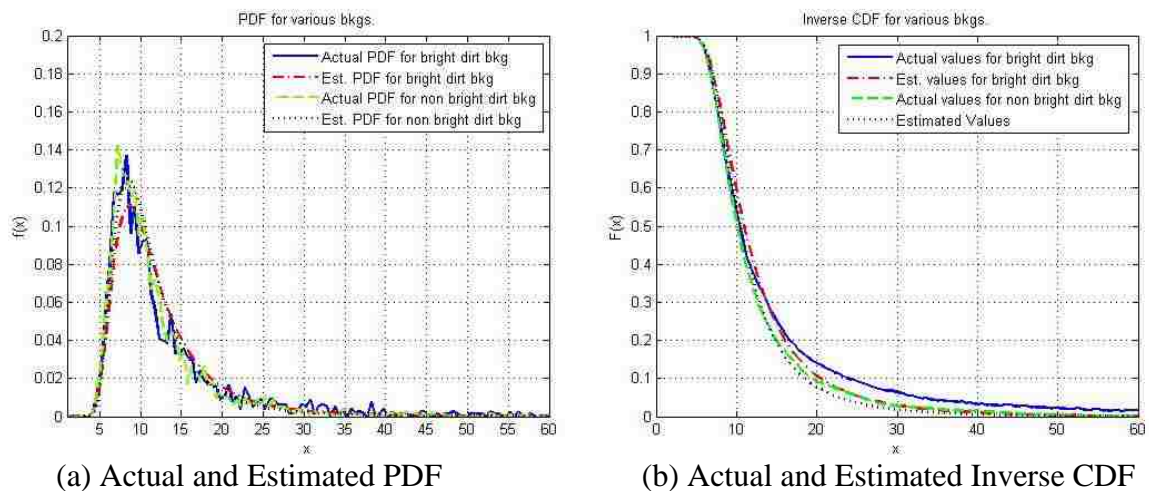 PDF for various bkgs.
0.2
0.18
0.16
0.14
0.12
0.1
0.08
0.06
0.04
0.02
0
f(x)
5 10 15 20 25 30 35 40 45 50 55 60
x
Actual PDF for bright dirt bkg
Est. PDF for bright dirt bkg
Actual PDF for non bright dirt bkg
Est. PDF for non bright dirt bkg
(a) Actual and Estimated PDF
Inverse CDF for various bkgs.
1
0.9
0.8
0.7
0.6
0.5
0.4
0.3
0.2
0.1
0
F(x)
0 10 20 30 40 50 60
x
Actual values for bright dirt bkg
Est. values for bright dirt bkg
Actual values for non bright dirt bkg
Estimated Values
(b) Actual and Estimated Inverse CDF